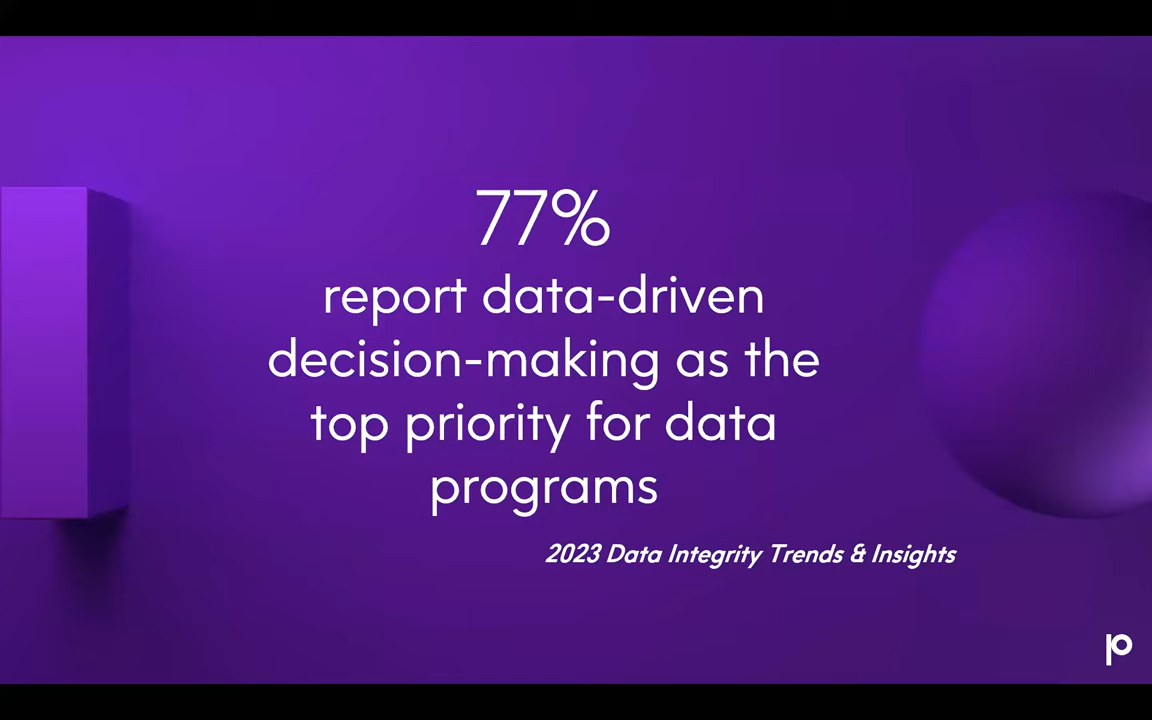 77%
report data-driven
decision-making as the
top priority for data
programs
2023 Data Integrity Trends & Insights